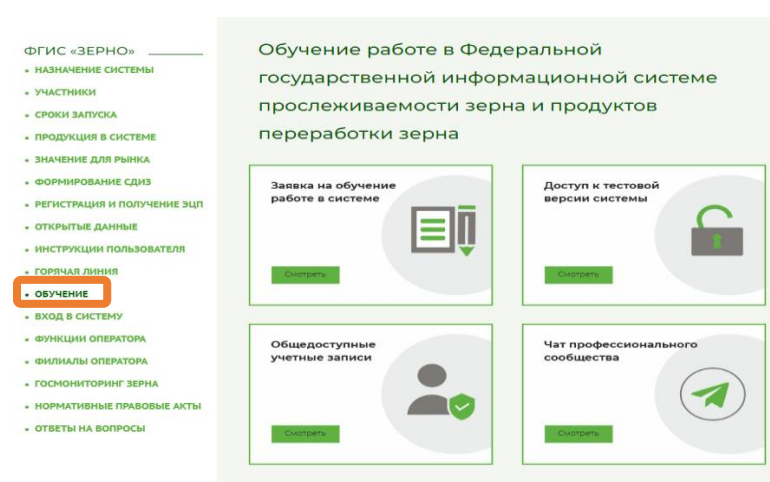 ФГИС «ЗЕРНО»
НАЗНАЧЕНИЕ СИСТЕМЫ
УЧАСТНИКИ
СРОКИ ЗАПУСКА
ПРОДУКЦИЯ В СИСТЕМЕ
ЗНАЧЕНИЕ ДЛЯ РЫНКА
ФОРМИРОВАНИЕ СДИЗ
РЕГИСТРАЦИЯ И ПОЛУЧЕНИЕ ЭЦП
ОТКРЫТЫЕ ДАННЫЕ
ИНСТРУКЦИИ ПОЛЬЗОВАТЕЛЯ
ГОРЯЧАЯ ЛИНИЯ
ОБУЧЕНИЕ
ВХОД В СИСТЕМУ
ФУНКЦИИ ОПЕРАТОРА
ФИЛИАЛЫ ОПЕРАТОРА
ГОСМОНИТОРИНГ ЗЕРНА
НОРМАТИВНЫЕ ПРАВОВЫЕ АКТЫ
ОТВЕТЫ НА ВОПРОСЫ
Обучение работе в Федеральной
государственной информационной системе
прослеживаемости зерна и продуктов
переработки зерна
Заявка на обучение
работе в системе
Смотреть
Доступ к тестовой
версии системы
Смотреть
Общедоступные
учетные записи
Смотреть
Чат профессионального
сообщества
Смотреть